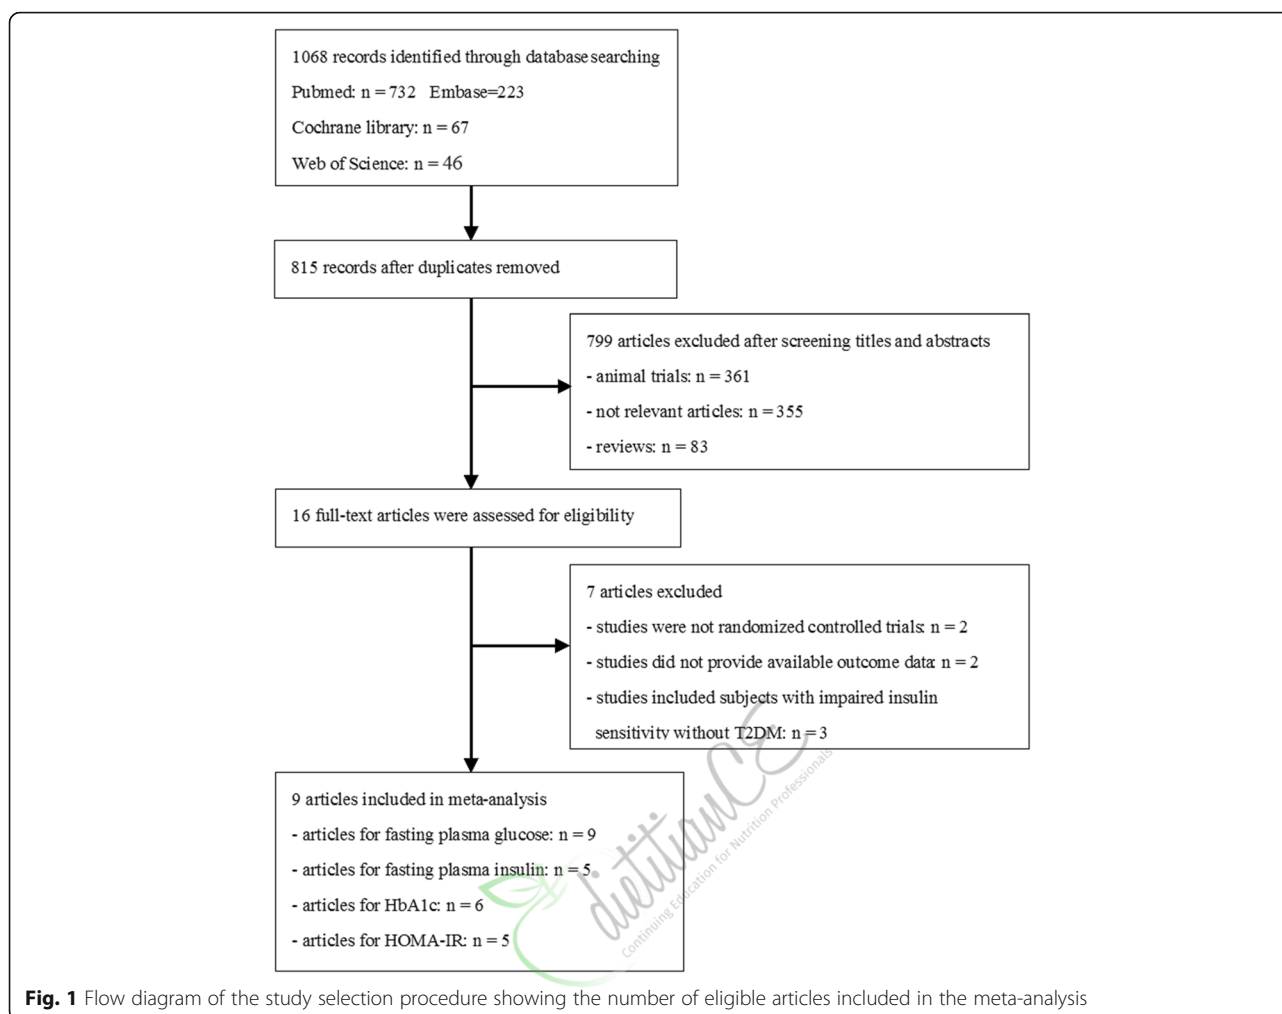 1068 records identified through database searching
Pubmed: n = 732 Embase=223
Cochrane library: n = 67
Web of Science: n = 46
815 records after duplicates removed
799 articles excluded after screening titles and abstracts
- animal trials: n = 361
- not relevant articles: n = 355
- reviews: n = 83
16 full-text articles were assessed for eligibility
7 articles excluded
- studies were not randomized controlled trials: n = 2
- studies did not provide available outcome data: n = 2
- studies included subjects with impaired insulin
sensitivity without T2DM: n = 3
9 articles included in meta-analysis
- articles for fasting plasma glucose: n = 9
- articles for fasting plasma insulin: n = 5
- articles for HbA1c: n = 6
- articles for HOMA-IR: n = 5
dietitianCE
Continuing Education for Nutrition Professionals
Fig. 1 Flow diagram of the study selection procedure showing the number of eligible articles included in the meta-analysis